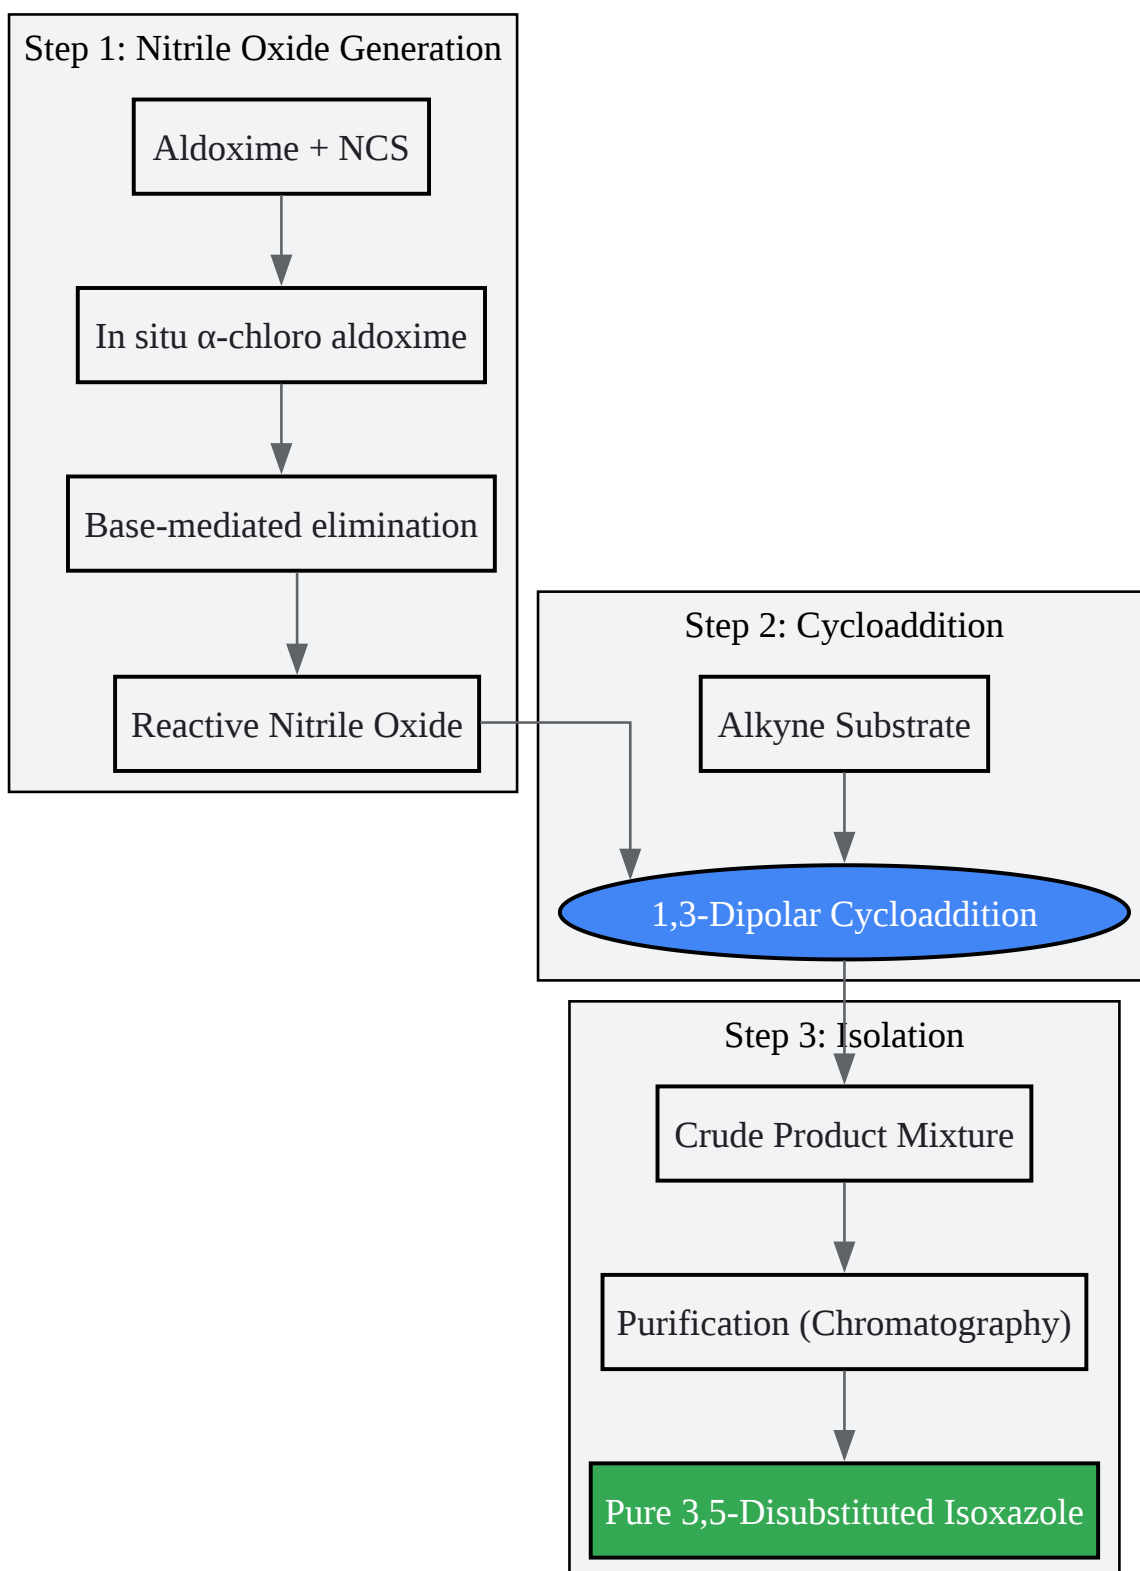 Step 1: Nitrile Oxide Generation
Aldoxime + NCS
In situ α-chloro aldoxime
Base-mediated elimination
Reactive Nitrile Oxide
Step 2: Cycloaddition
Alkyne Substrate
1,3-Dipolar Cycloaddition
Step 3: Isolation
Crude Product Mixture
Purification (Chromatography)
Pure 3,5-Disubstituted Isoxazole